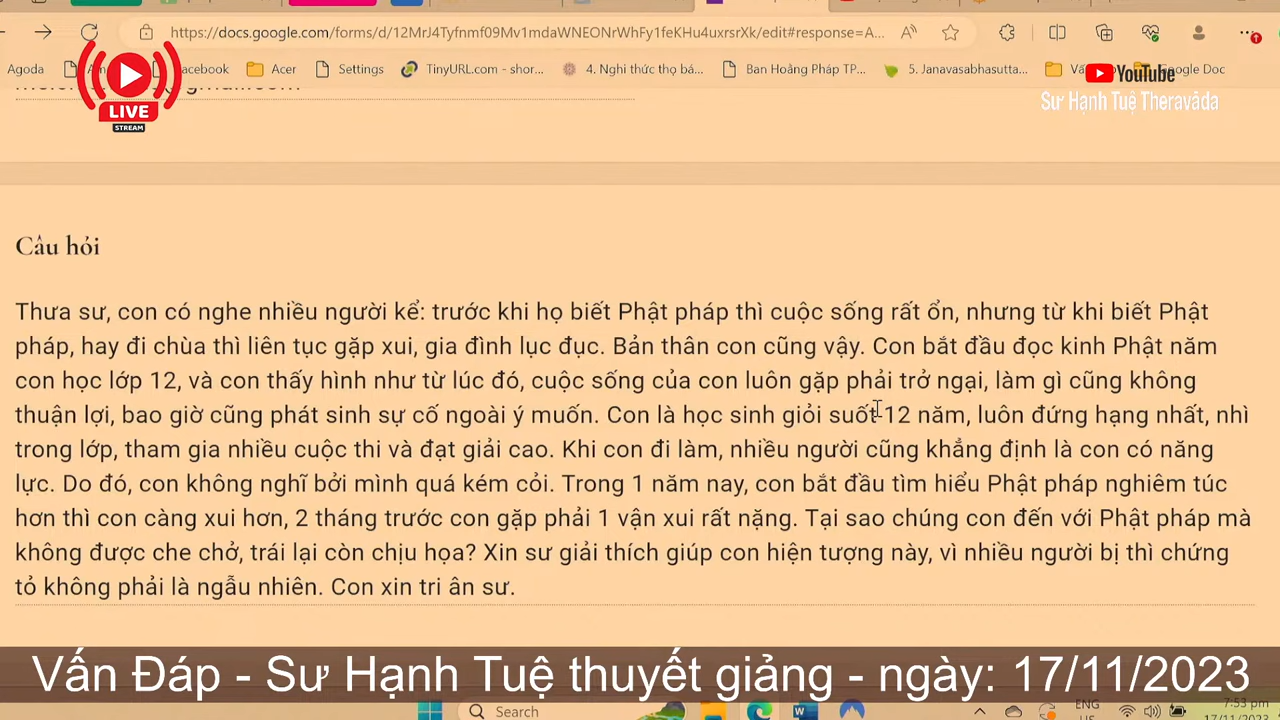 https://docs.google.com/forms/d/12MrJ4Tyfnmf09Mv1mdaWNEONrWhFy1feKHu4uxrsrXk/edit#response=A...
Agoda
Facebook
Acer
Settings
TinyURL.com - shor...
4. Nghi thức thọ bá...
Ban Hoằng Pháp TP...
5. Janavasabhasutta...
Google Doc
LIVE
STREAM
YouTube
Sư Hạnh Tuệ Theravāda
Câu hỏi
Thưa sư, con có nghe nhiều người kể: trước khi họ biết Phật pháp thì cuộc sống rất ổn, nhưng từ khi biết Phật
pháp, hay đi chùa thì liên tục gặp xui, gia đình lục đục. Bản thân con cũng vậy. Con bắt đầu đọc kinh Phật năm
con học lớp 12, và con thấy hình như từ lúc đó, cuộc sống của con luôn gặp phải trở ngại, làm gì cũng không
thuận lợi, bao giờ cũng phát sinh sự cố ngoài ý muốn. Con là học sinh giỏi suốt 12 năm, luôn đứng hạng nhất, nhì
trong lớp, tham gia nhiều cuộc thi và đạt giải cao. Khi con đi làm, nhiều người cũng khẳng định là con có năng
lực. Do đó, con không nghĩ bởi mình quá kém cỏi. Trong 1 năm nay, con bắt đầu tìm hiểu Phật pháp nghiêm túc
hơn thì con càng xui hơn, 2 tháng trước con gặp phải 1 vận xui rất nặng. Tại sao chúng con đến với Phật pháp mà
không được che chở, trái lại còn chịu họa? Xin sư giải thích giúp con hiện tượng này, vì nhiều người bị thì chứng
tỏ không phải là ngẫu nhiên. Con xin tri ân sư.
Vấn Đáp - Sư Hạnh Tuệ thuyết giảng - ngày: 17/11/2023
Search
ENG
US
7:53 pm
17/11/2023